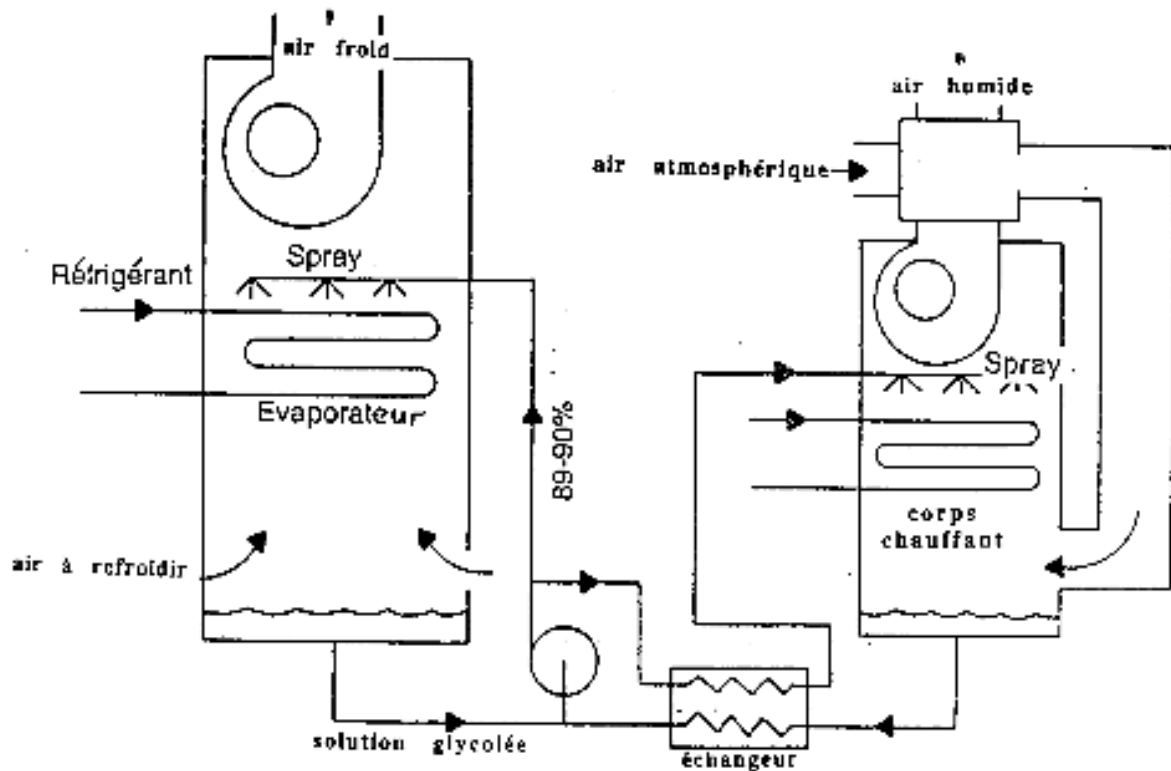 air froid
air humide
air atmosphérique
Spray
Réfrigérant
Spray
Evaporateur
89-90%
corps
chauffant
air à refroidir
solution glycolée
échangeur